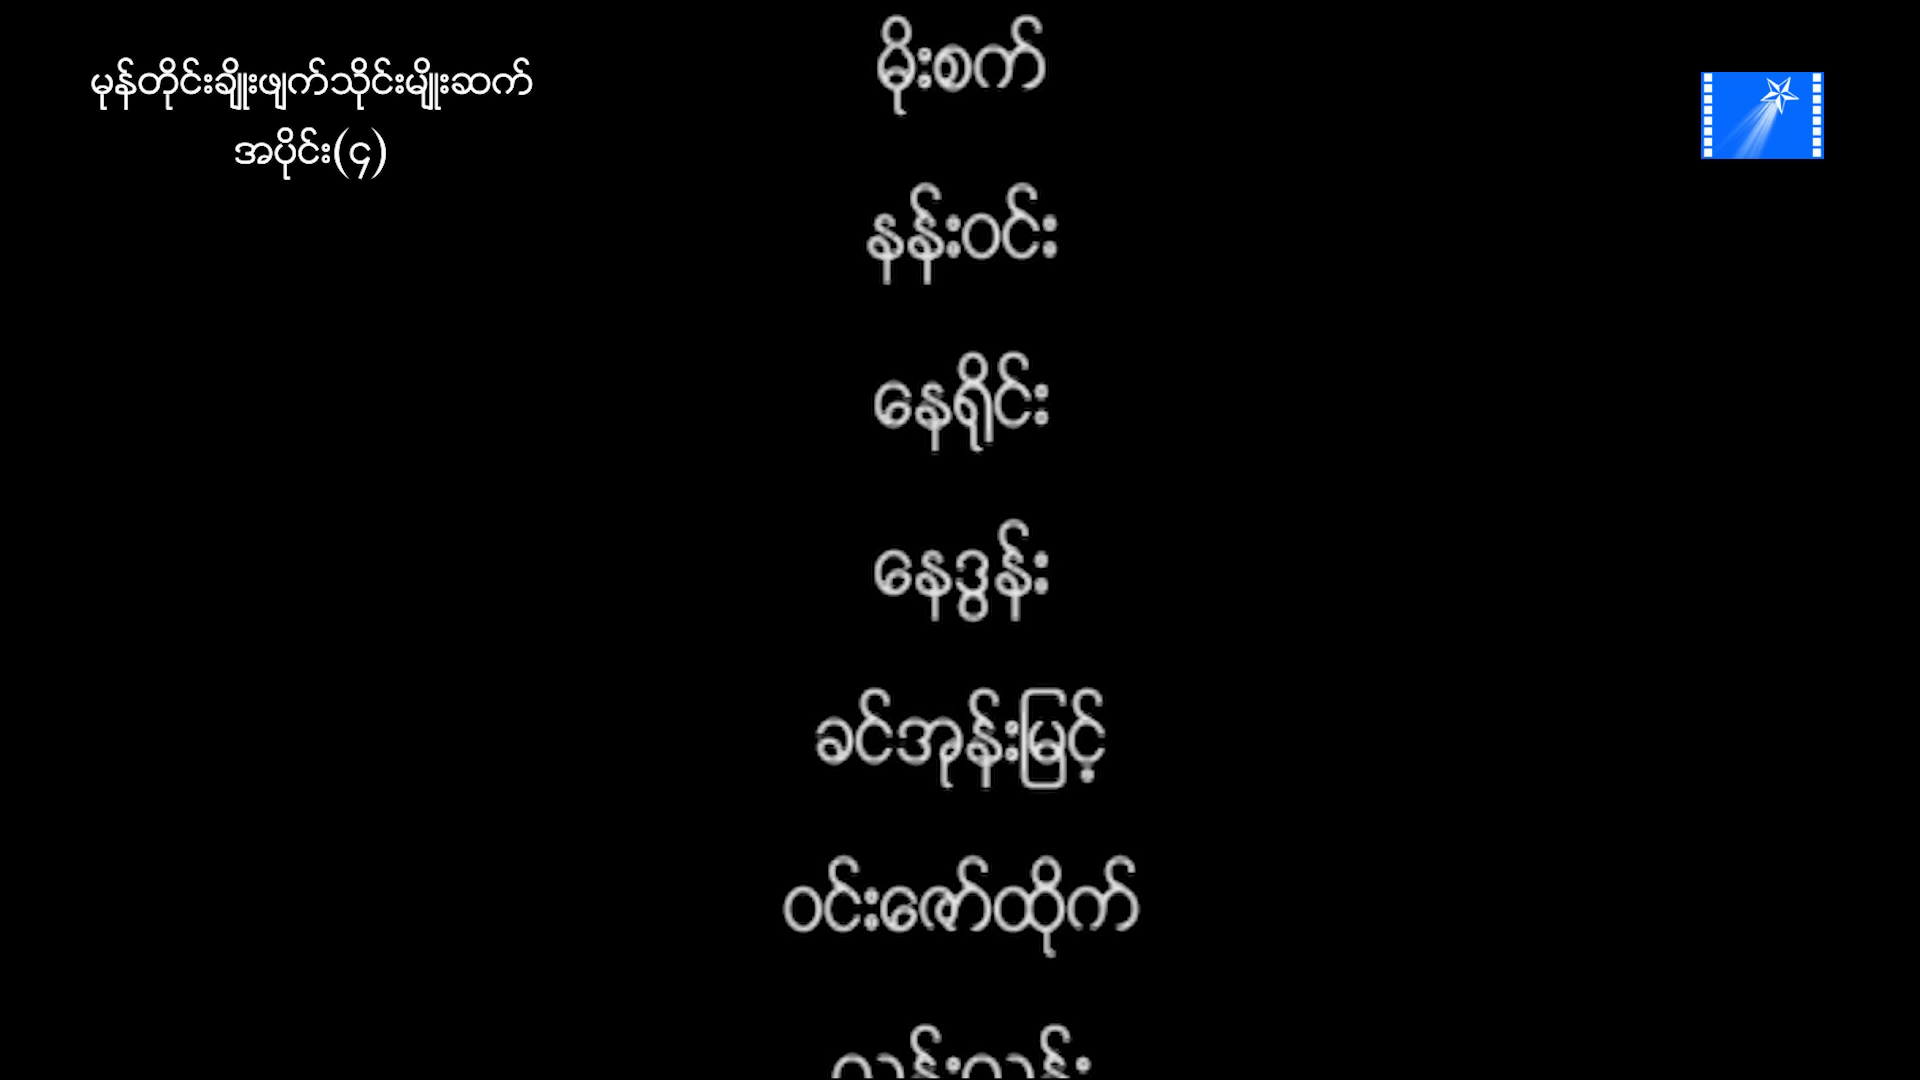 မုန်တိုင်းချိုးဖျက်သိုင်းမျိုးဆက်
အပိုင်း(၄)
မိုးစက်
နန်းဝင်း
နေရိုင်း
နေဒွန်း
ခင်အုန်းမြင့်
ဝင်းဇော်ထိုက်